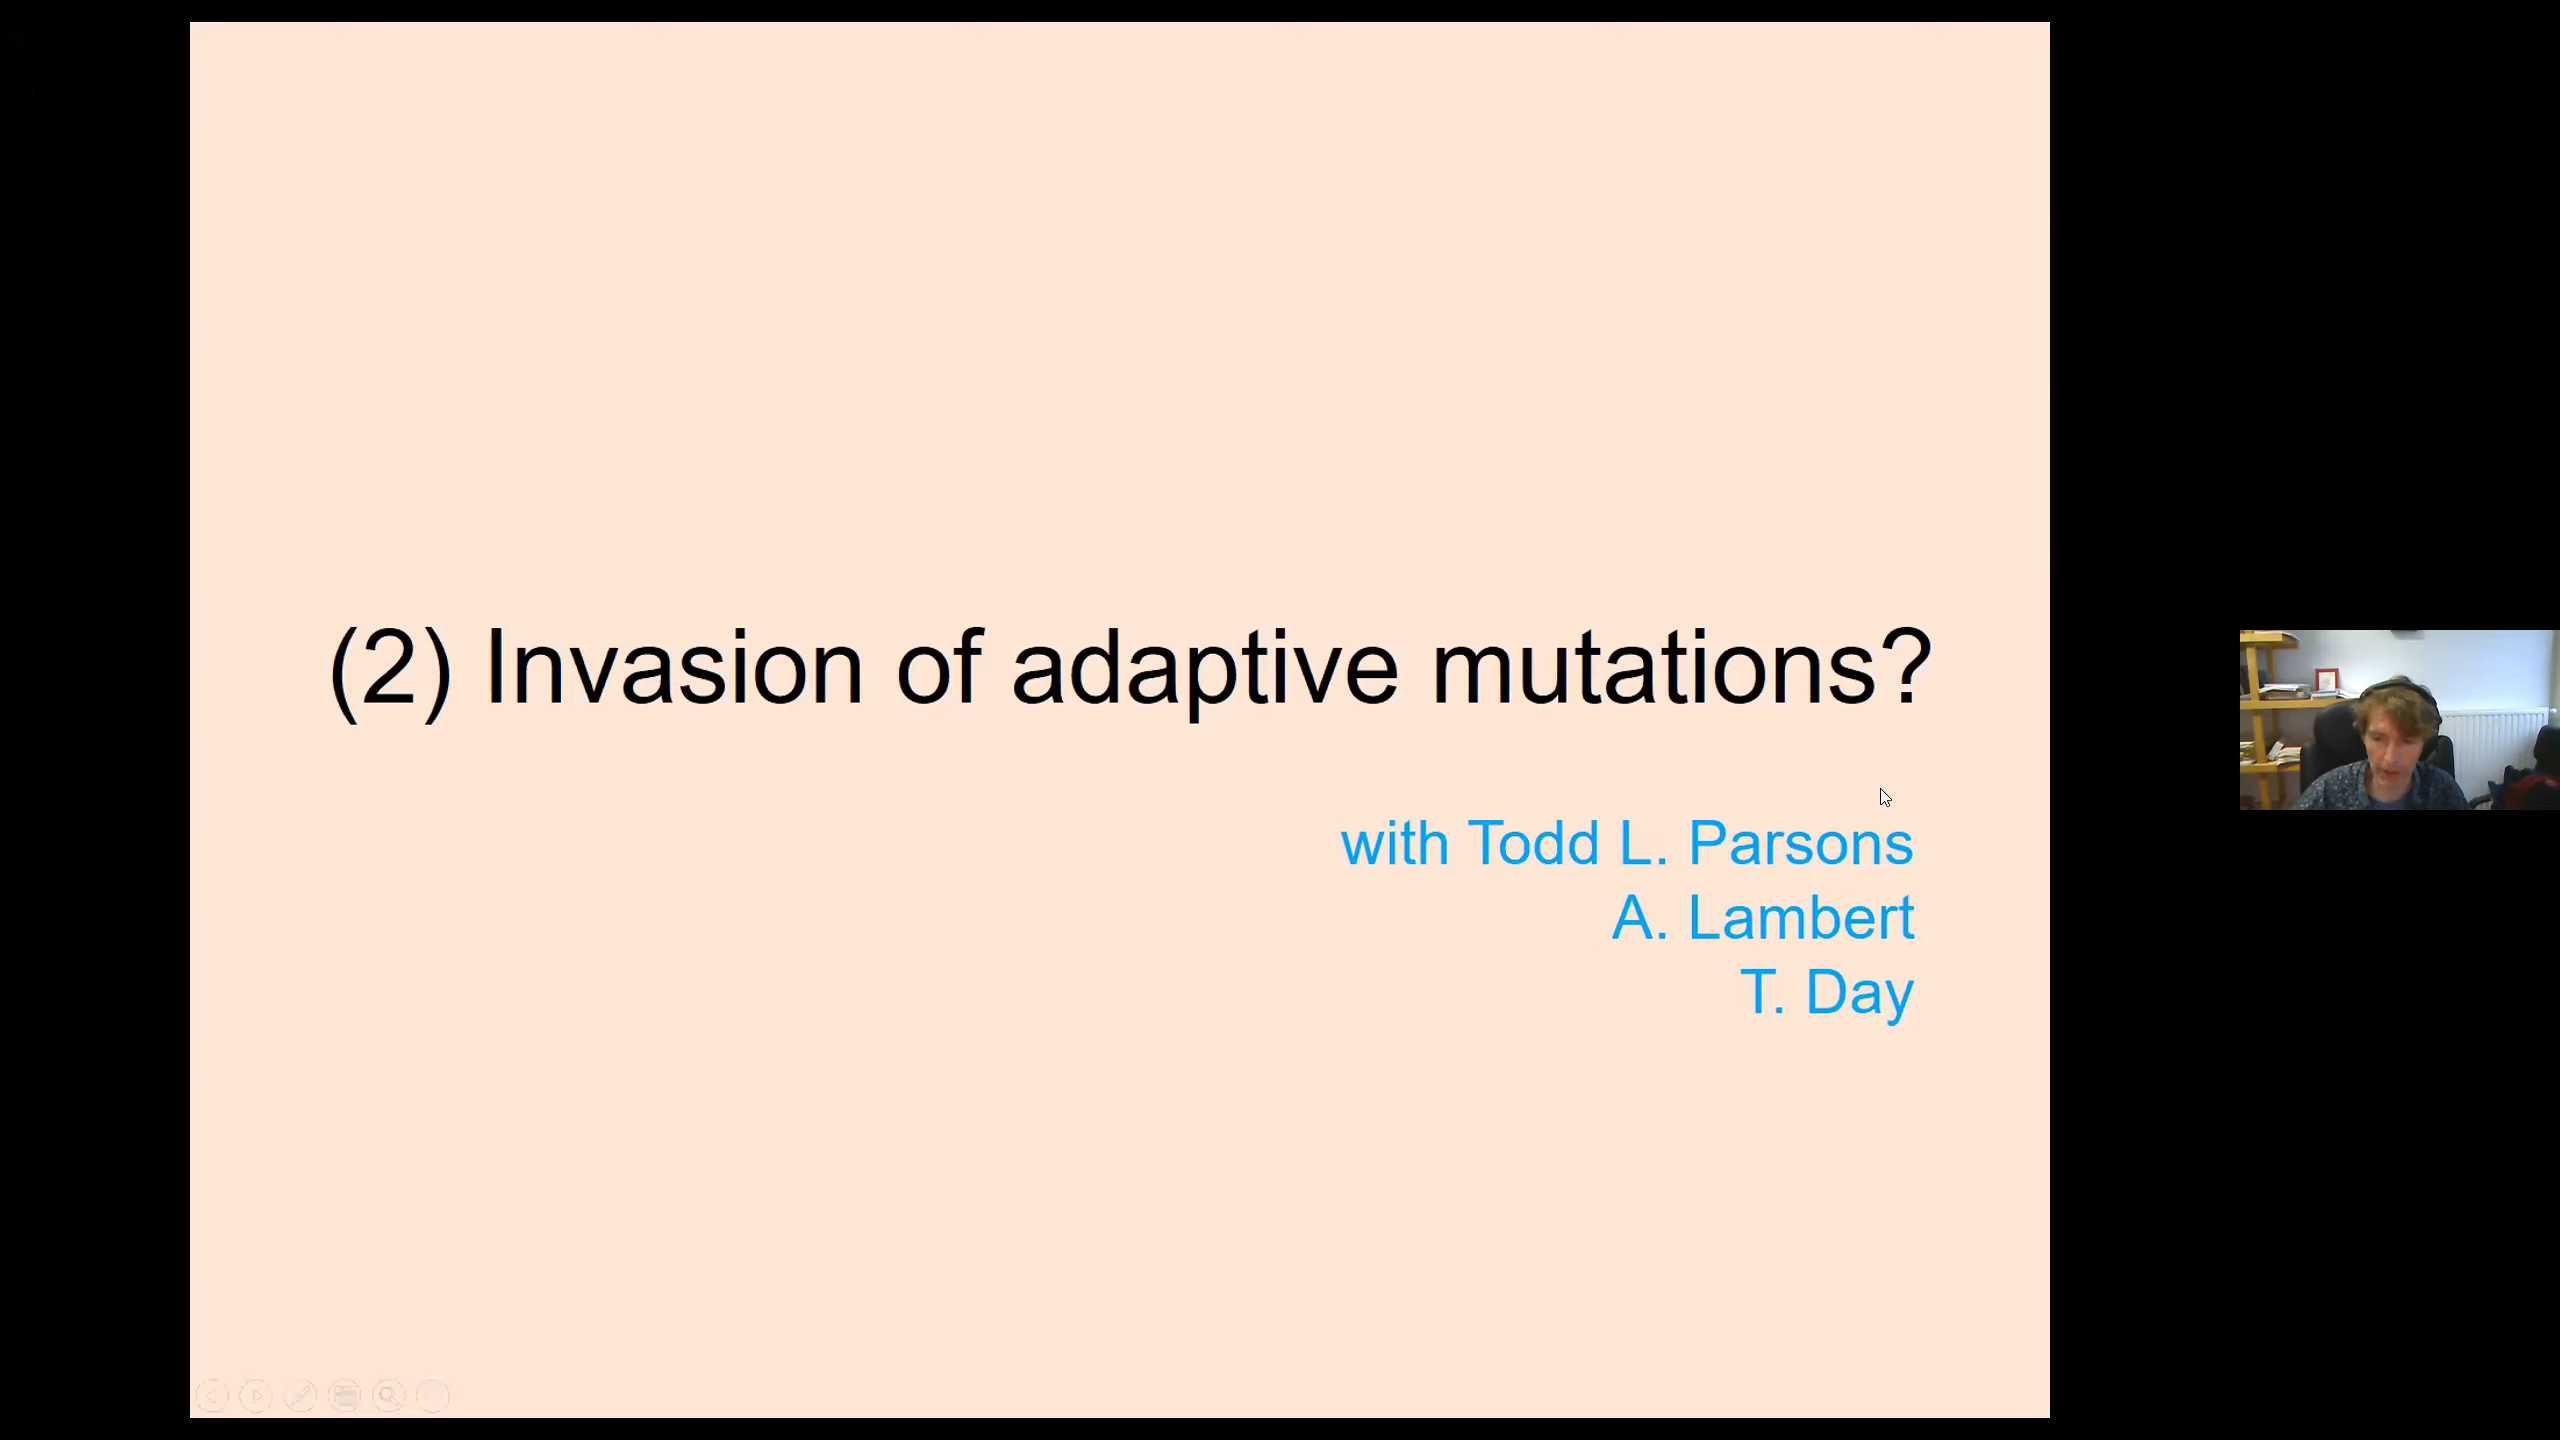 (2) Invasion of adaptive mutations?
with Todd L. Parsons
A. Lambert
T. Day